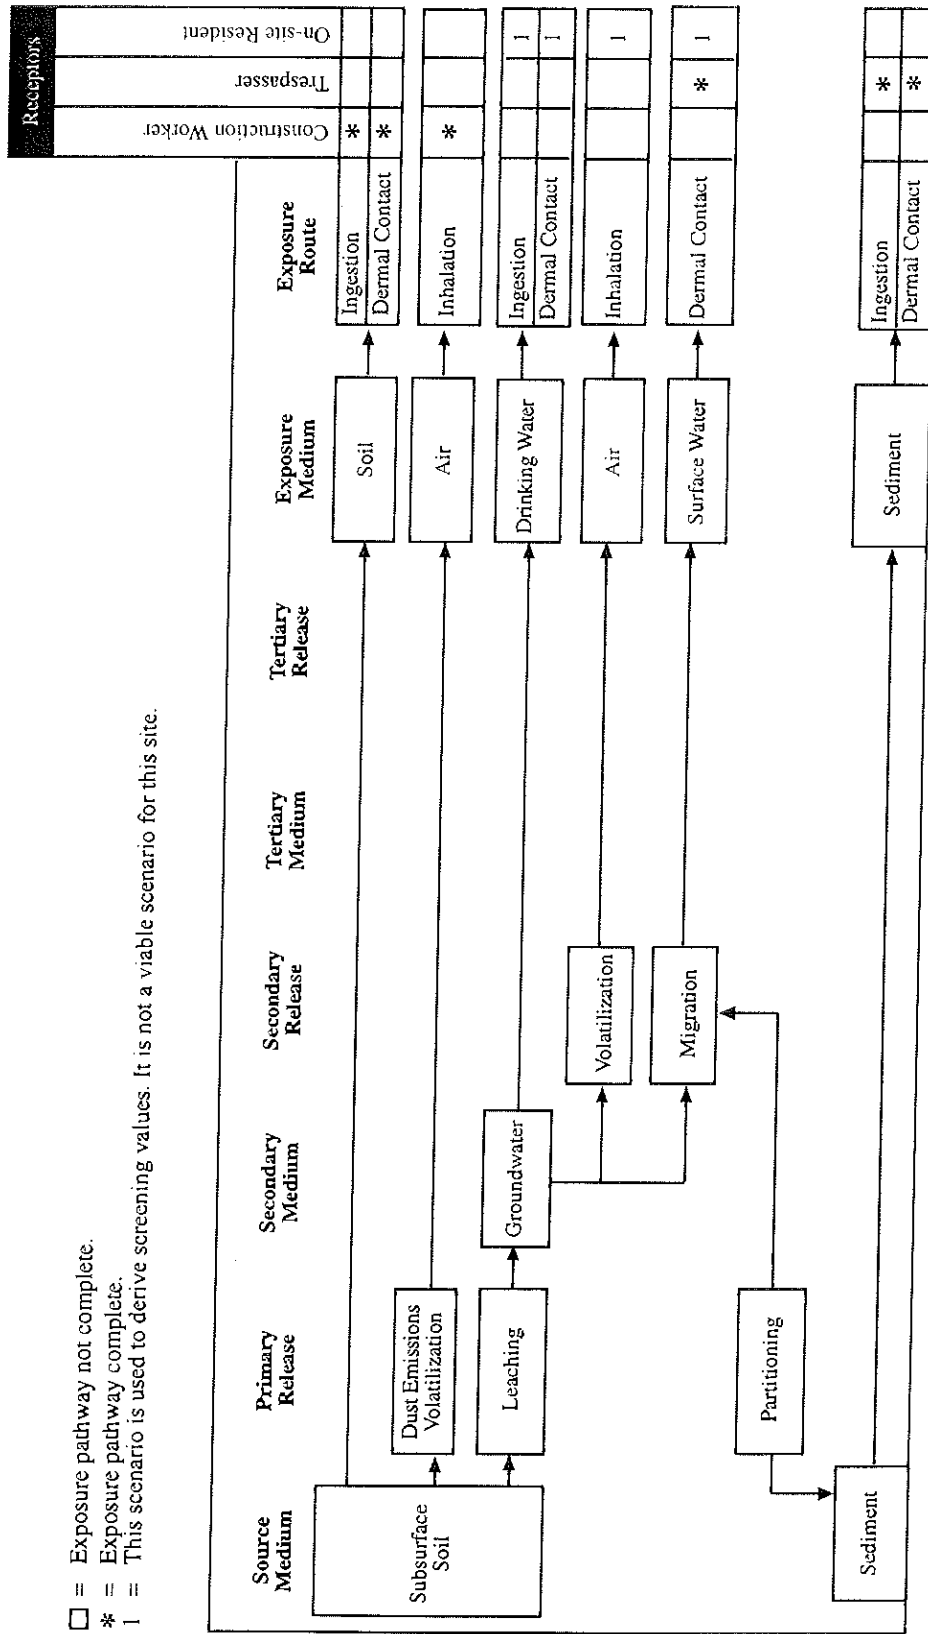 □ = Exposure pathway not complete.
* = Exposure pathway complete.
1 = This scenario is used to derive screening values. It is not a viable scenario for this site.
Receptors
Construction Worker
Trespasser
On-site Resident
Source
Medium
Primary
Release
Secondary
Medium
Secondary
Release
Tertiary
Medium
Tertiary
Release
Exposure
Medium
Exposure
Route
Subsurface
Soil
Soil
Ingestion
*
Dermal Contact
*
Dust Emissions
Volatilization
Air
Inhalation
*
Leaching
Groundwater
Drinking Water
Ingestion
1
Dermal Contact
1
Volatilization
Air
Inhalation
1
Migration
Surface Water
Dermal Contact
*
1
Partitioning
Sediment
Sediment
Ingestion
*
Dermal Contact
*